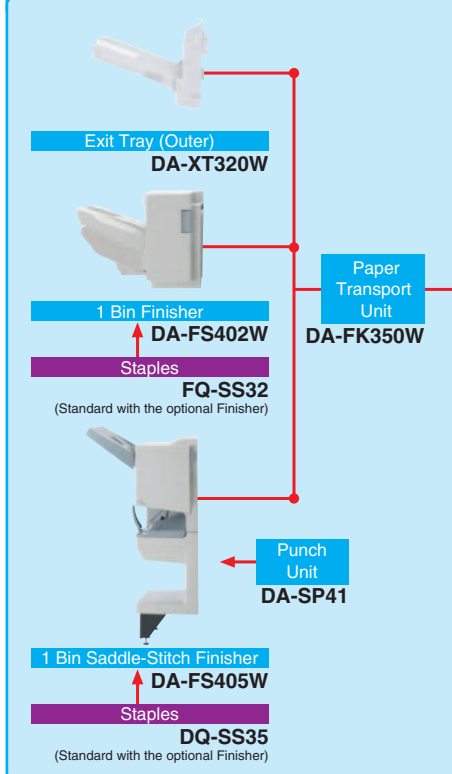 Exit Tray (Outer)
DA-XT320W
1 Bin Finisher
DA-FS402W
Staples
FQ-SS32
(Standard with the optional Finisher)
Paper
Transport
Unit
DA-FK350W
Punch
Unit
DA-SP41
1 Bin Saddle-Stitch Finisher
DA-FS405W
Staples
DQ-SS35
(Standard with the optional Finisher)